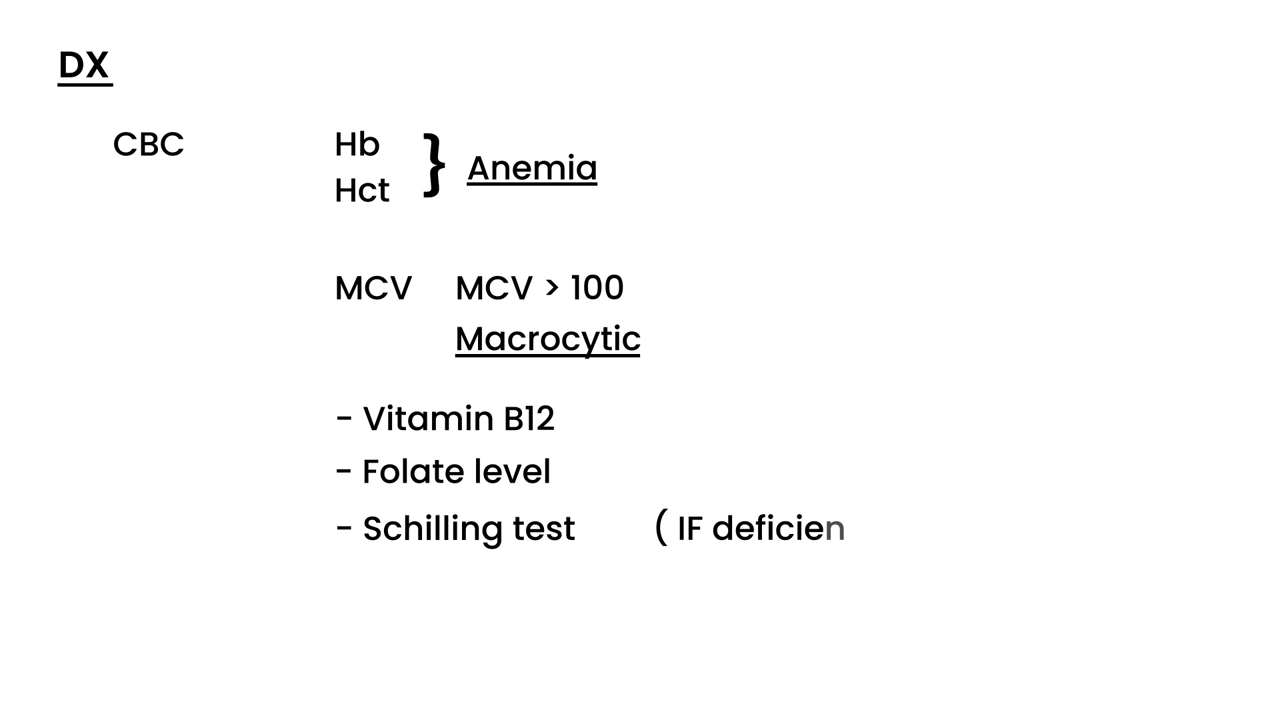 DX
CBC Hb
Hct
} Anemia
MCV MCV > 100
Macrocytic
- Vitamin B12
- Folate level
- Schilling test ( IF deficien